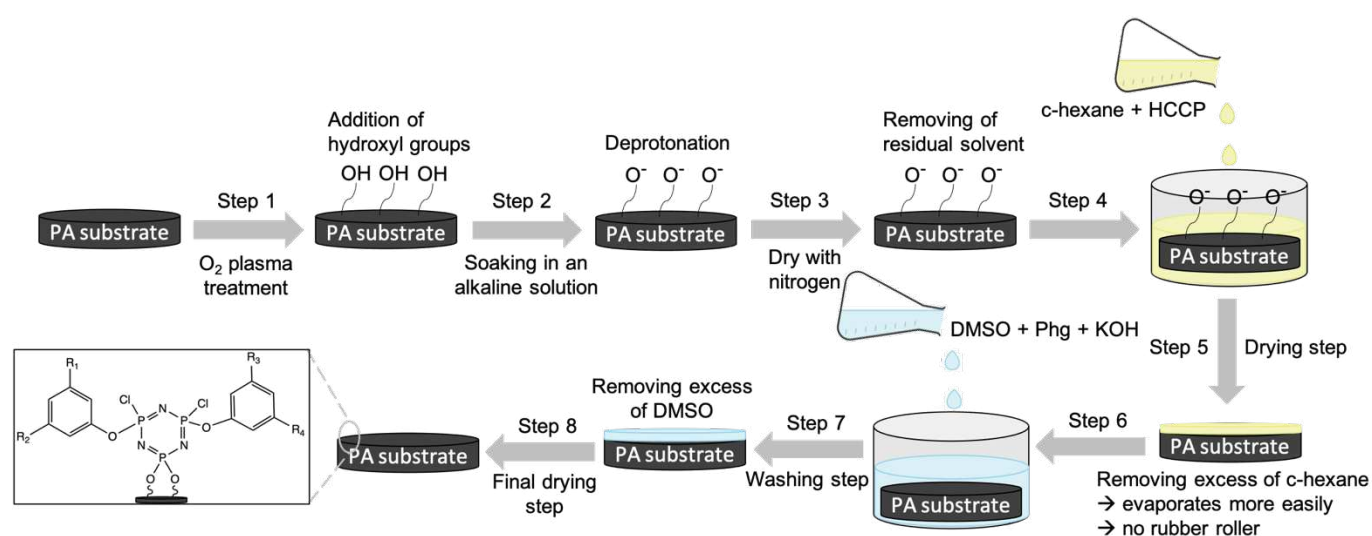 PA substrate
Step 1
O₂ plasma
treatment
Addition of
hydroxyl groups
OH OH OH
PA substrate
Step 2
Soaking in an
alkaline solution
Deprotonation
O⁻ O⁻ O⁻
PA substrate
Step 3
Dry with
nitrogen
Removing of
residual solvent
O⁻ O⁻ O⁻
PA substrate
Step 4
c-hexane + HCCP
O⁻ O⁻ O⁻
PA substrate
Step 5
Drying step
PA substrate
Removing excess of c-hexane
→ evaporates more easily
→ no rubber roller
Step 6
DMSO + Phg + KOH
PA substrate
Step 7
Washing step
Removing excess
of DMSO
PA substrate
Step 8
Final drying
step
PA substrate
R₁
R₃
Cl
Cl
R₂
O
P
N
P
O
R₄
N
N
P
O
O